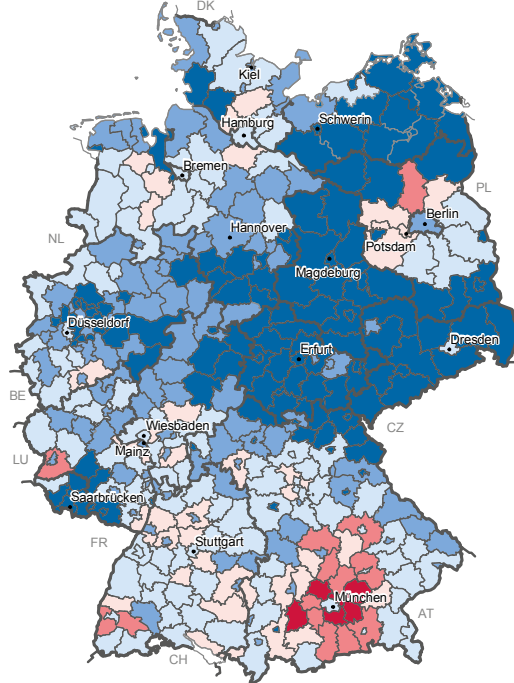 DK
Kiel
Hamburg
Schwerin
Bremen
PL
Berlin
NL
Hannover
Potsdam
Magdeburg
Düsseldorf
Erfurt
Dresden
BE
CZ
Wiesbaden
LU
Mainz
Saarbrücken
FR
Stuttgart
München
AT
CH